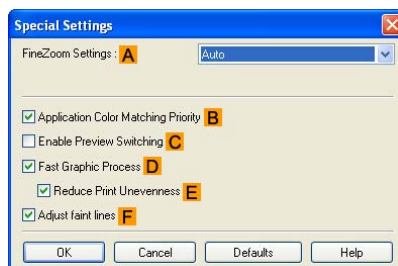 Special Settings
FineZoom Settings : A Auto
Application Color Matching Priority B
Enable Preview Switching C
Fast Graphic Process D
Reduce Print Unevenness E
Adjust faint lines F
OK Cancel Defaults Help